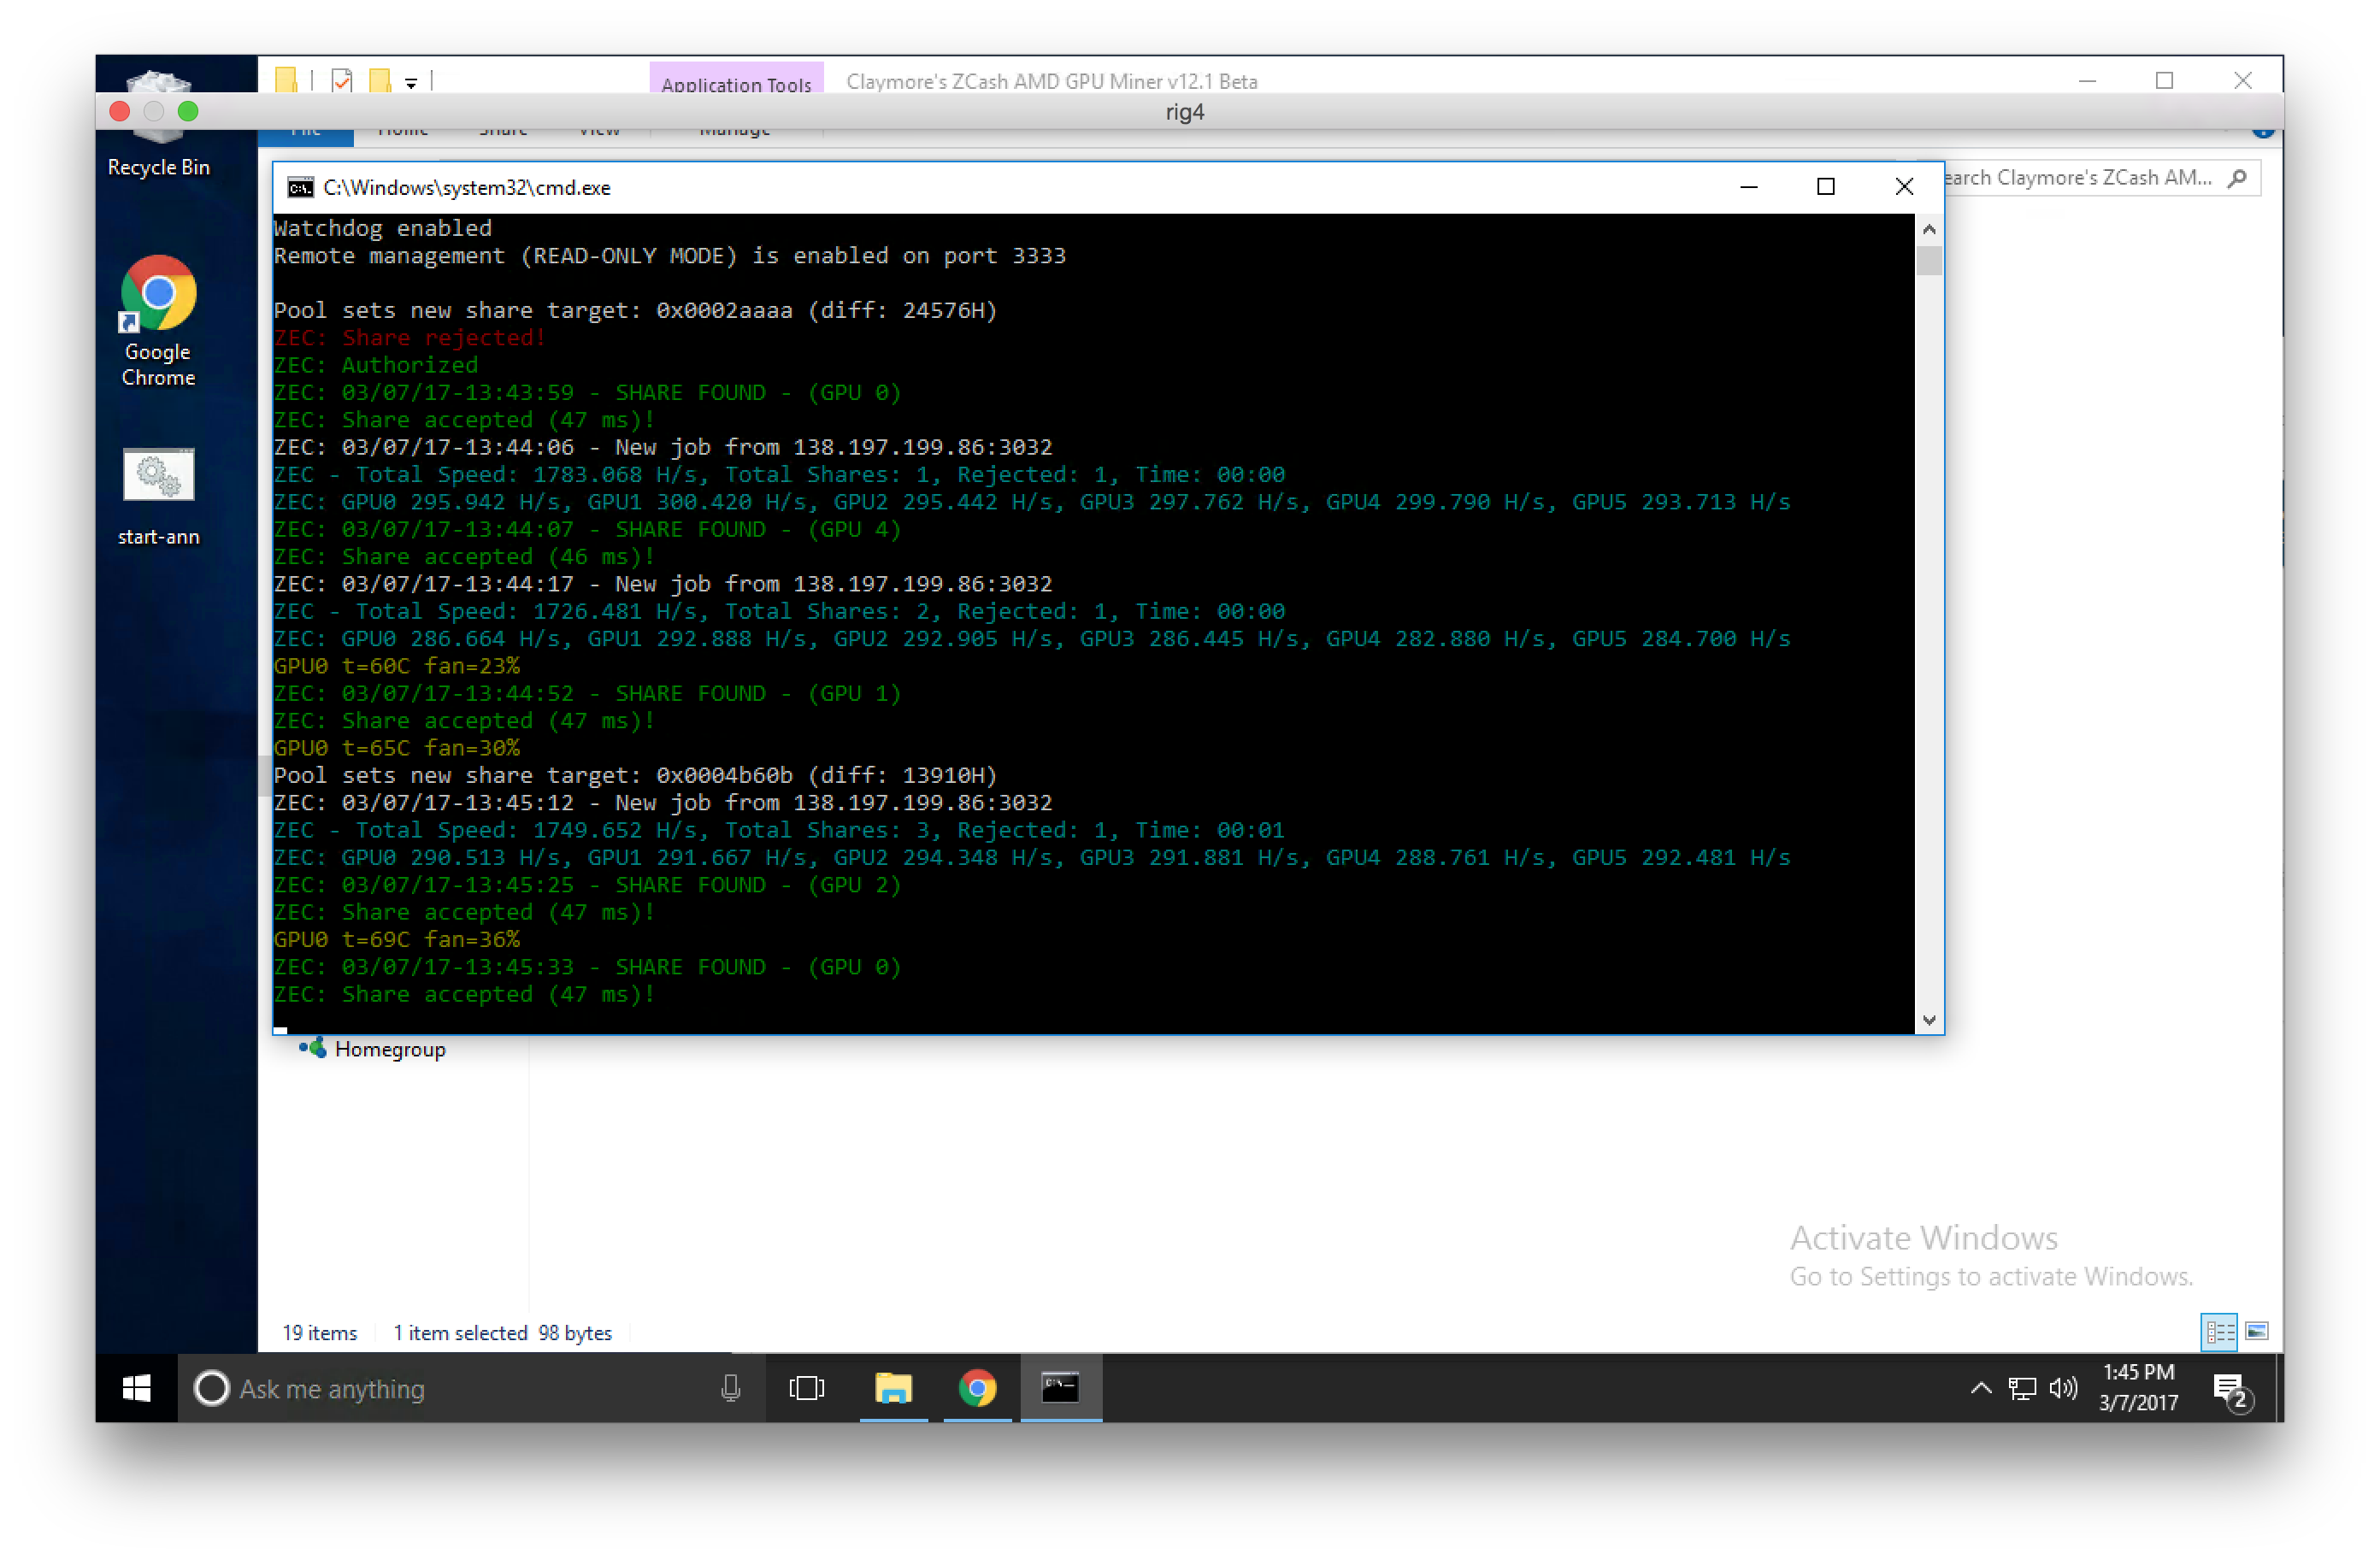 Application Tools
Claymore's ZCash AMD GPU Miner v12.1 Beta
rig4
File Home Share View Manage
Recycle Bin
C:\Windows\system32\cmd.exe
earch Claymore's ZCash AM...
Watchdog enabled
Remote management (READ-ONLY MODE) is enabled on port 3333
Pool sets new share target: 0x0002aaaa (diff: 24576H)
ZEC: Share rejected!
ZEC: Authorized
ZEC: 03/07/17-13:43:59 - SHARE FOUND - (GPU 0)
ZEC: Share accepted (47 ms)!
ZEC: 03/07/17-13:44:06 - New job from 138.197.199.86:3032
ZEC - Total Speed: 1783.068 H/s, Total Shares: 1, Rejected: 1, Time: 00:00
ZEC: GPU0 295.942 H/s, GPU1 300.420 H/s, GPU2 295.442 H/s, GPU3 297.762 H/s, GPU4 299.790 H/s, GPU5 293.713 H/s
ZEC: 03/07/17-13:44:07 - SHARE FOUND - (GPU 4)
ZEC: Share accepted (46 ms)!
ZEC: 03/07/17-13:44:17 - New job from 138.197.199.86:3032
ZEC - Total Speed: 1726.481 H/s, Total Shares: 2, Rejected: 1, Time: 00:00
ZEC: GPU0 286.664 H/s, GPU1 292.888 H/s, GPU2 292.905 H/s, GPU3 286.445 H/s, GPU4 282.880 H/s, GPU5 284.700 H/s
GPU0 t=60C fan=23%
ZEC: 03/07/17-13:44:52 - SHARE FOUND - (GPU 1)
ZEC: Share accepted (47 ms)!
GPU0 t=65C fan=30%
Pool sets new share target: 0x0004b60b (diff: 13910H)
ZEC: 03/07/17-13:45:12 - New job from 138.197.199.86:3032
ZEC - Total Speed: 1749.652 H/s, Total Shares: 3, Rejected: 1, Time: 00:01
ZEC: GPU0 290.513 H/s, GPU1 291.667 H/s, GPU2 294.348 H/s, GPU3 291.881 H/s, GPU4 288.761 H/s, GPU5 292.481 H/s
ZEC: 03/07/17-13:45:25 - SHARE FOUND - (GPU 2)
ZEC: Share accepted (47 ms)!
GPU0 t=69C fan=36%
ZEC: 03/07/17-13:45:33 - SHARE FOUND - (GPU 0)
ZEC: Share accepted (47 ms)!
Google
Chrome
start-ann
Homegroup
Activate Windows
Go to Settings to activate Windows.
19 items 1 item selected 98 bytes
Ask me anything
1:45 PM
3/7/2017
2